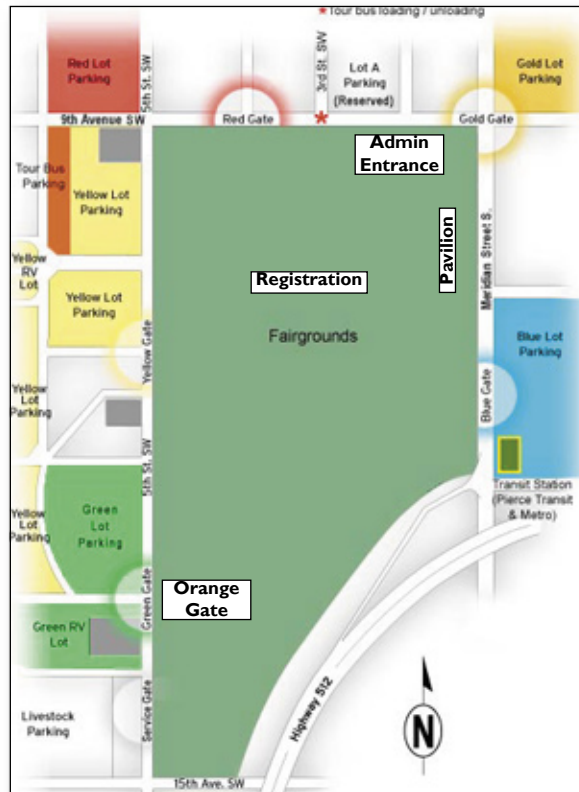 *Tour bus loading / unloading
Red Lot
Parking
5th St. SW
3rd St. SW
Lot A
Parking
(Reserved)
Gold Lot
Parking
9th Avenue SW
Red Gate
*
Gold Gate
Admin
Entrance
Tour Bus
Parking
Yellow Lot
Parking
Pavilion
Meridian Street S.
Yellow
RV
Lot
Registration
Yellow Lot
Parking
Fairgrounds
Yellow Gate
Blue Lot
Parking
Yellow
Lot
Parking
Blue Gate
5th St. SW
Transit Station
(Pierce Transit
& Metro)
Yellow
Lot
Parking
Green
Lot
Parking
Green Gate
Orange
Gate
Green RV
Lot
Service Gate
Livestock
Parking
Highway 512
N
15th Ave. SW